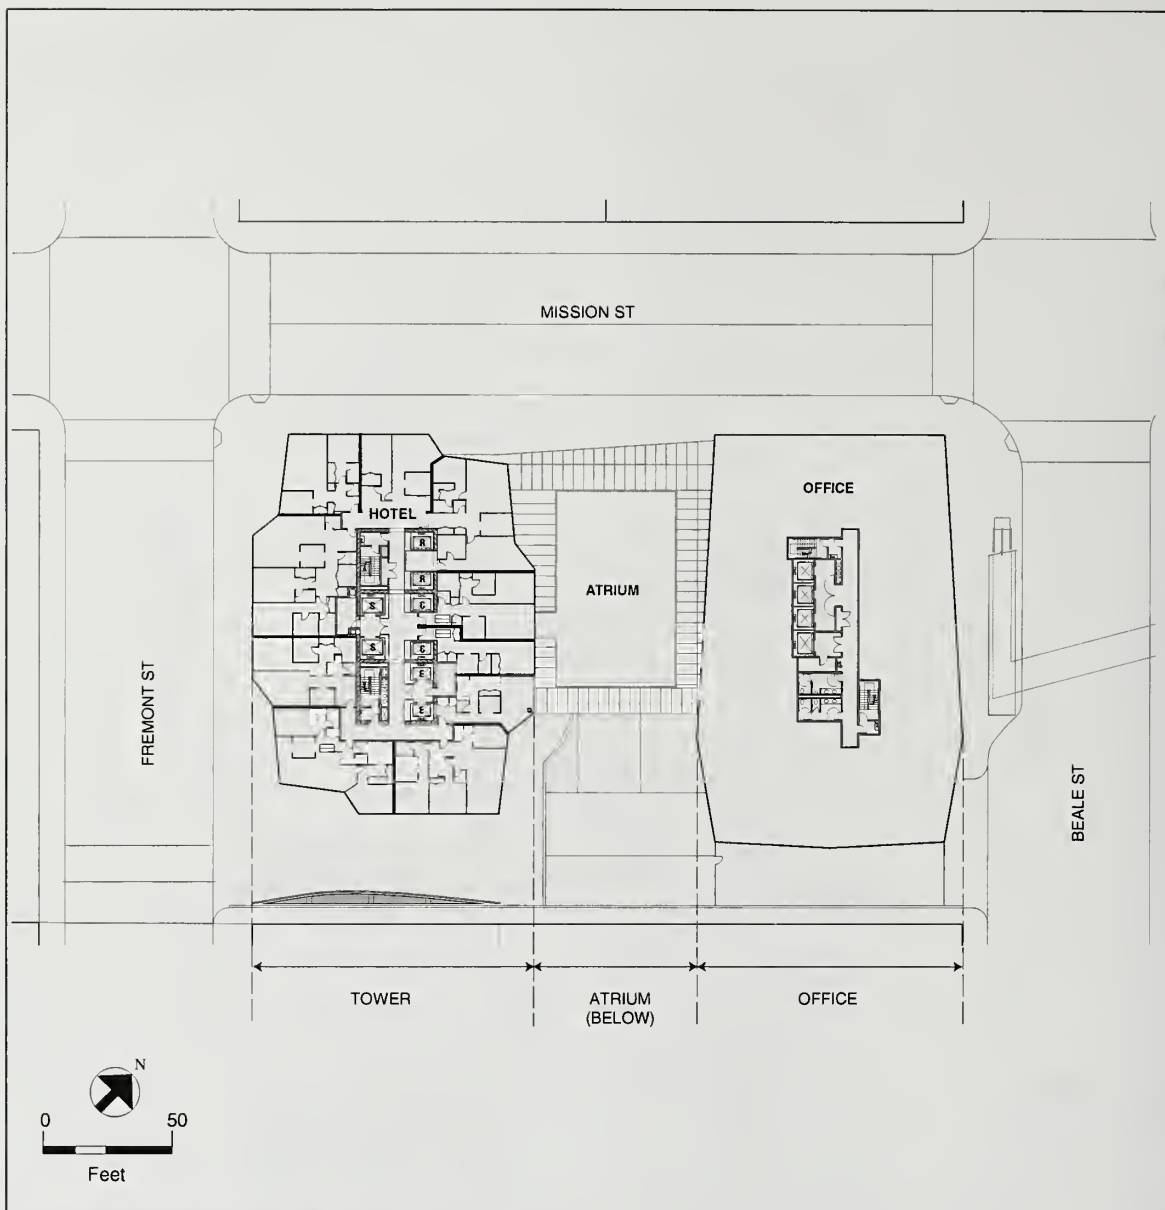 MISSION ST
OFFICE
HOTEL
R
R
S
C
S
C
E
E
ATRIUM
FREMONT ST
BEALE ST
TOWER
ATRIUM
(BELOW)
OFFICE
N
0 50
Feet